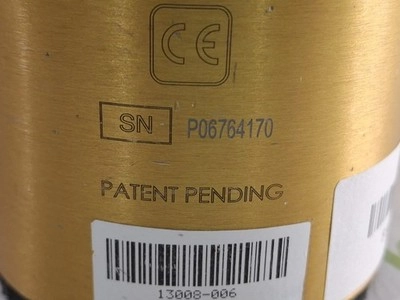 CE
SN P06764170
PATENT PENDING
13008-006